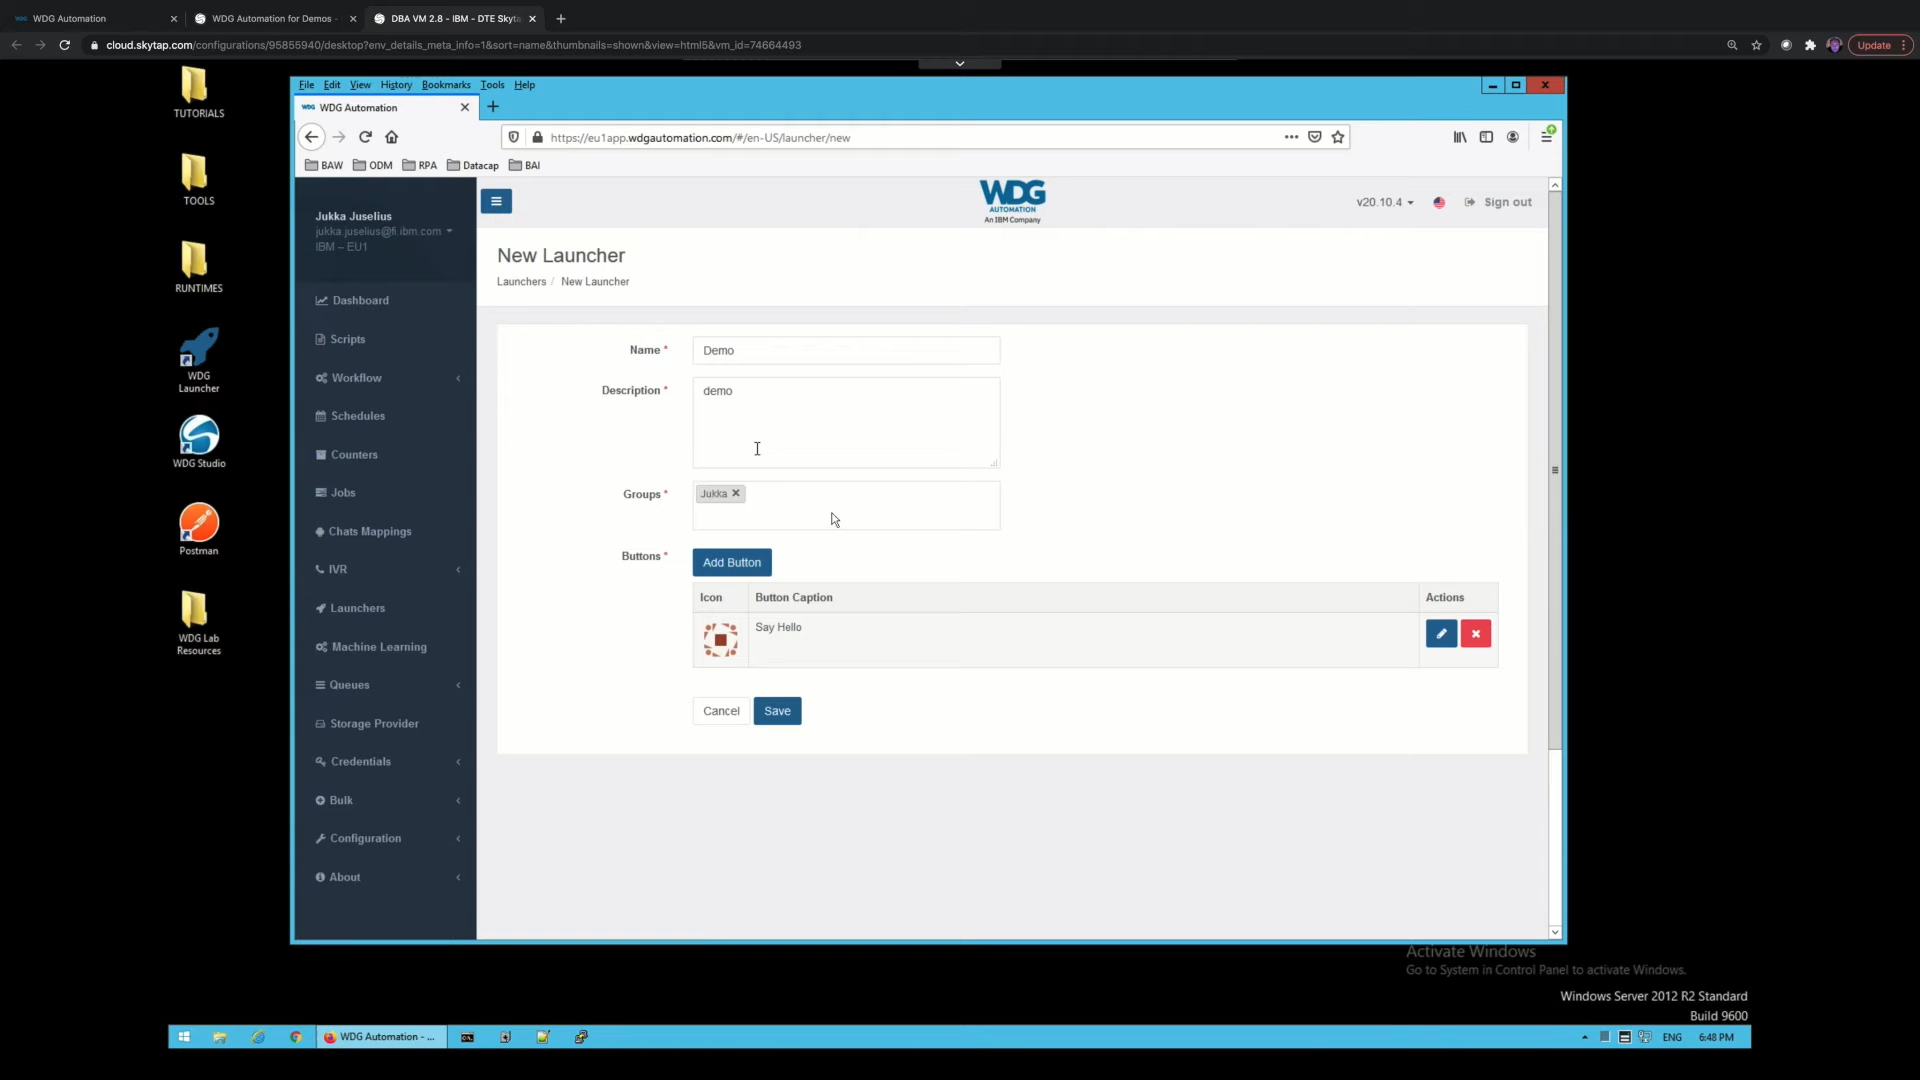 WDG Automation
WDG Automation for Demos -
DBA VM 2.8 - IBM - DTE Skyta
cloud.skytap.com/configurations/95855940/desktop?env_details_meta_info=1&sort=name&thumbnails=shown&view=html5&vm_id=74664493
Update
TUTORIALS
TOOLS
RUNTIMES
WDG
Launcher
WDG Studio
Postman
WDG Lab
Resources
File Edit View History Bookmarks Tools Help
WDG Automation
https://eu1app.wdgautomation.com/#/en-US/launcher/new
BAW ODM RPA Datacap BAI
Jukka Juselius
jukka.juselius@fi.ibm.com
IBM – EU1
Dashboard
Scripts
Workflow
Schedules
Counters
Jobs
Chats Mappings
IVR
Launchers
Machine Learning
Queues
Storage Provider
Credentials
Bulk
Configuration
About
WDG
AUTOMATION
An IBM Company
v20.10.4
Sign out
New Launcher
Launchers / New Launcher
Name *
Demo
Description *
demo
Groups *
Jukka
Buttons *
Add Button
Icon Button Caption Actions
Say Hello
Cancel Save
Activate Windows
Go to System in Control Panel to activate Windows.
Windows Server 2012 R2 Standard
Build 9600
WDG Automation - ...
ENG 6:48 PM